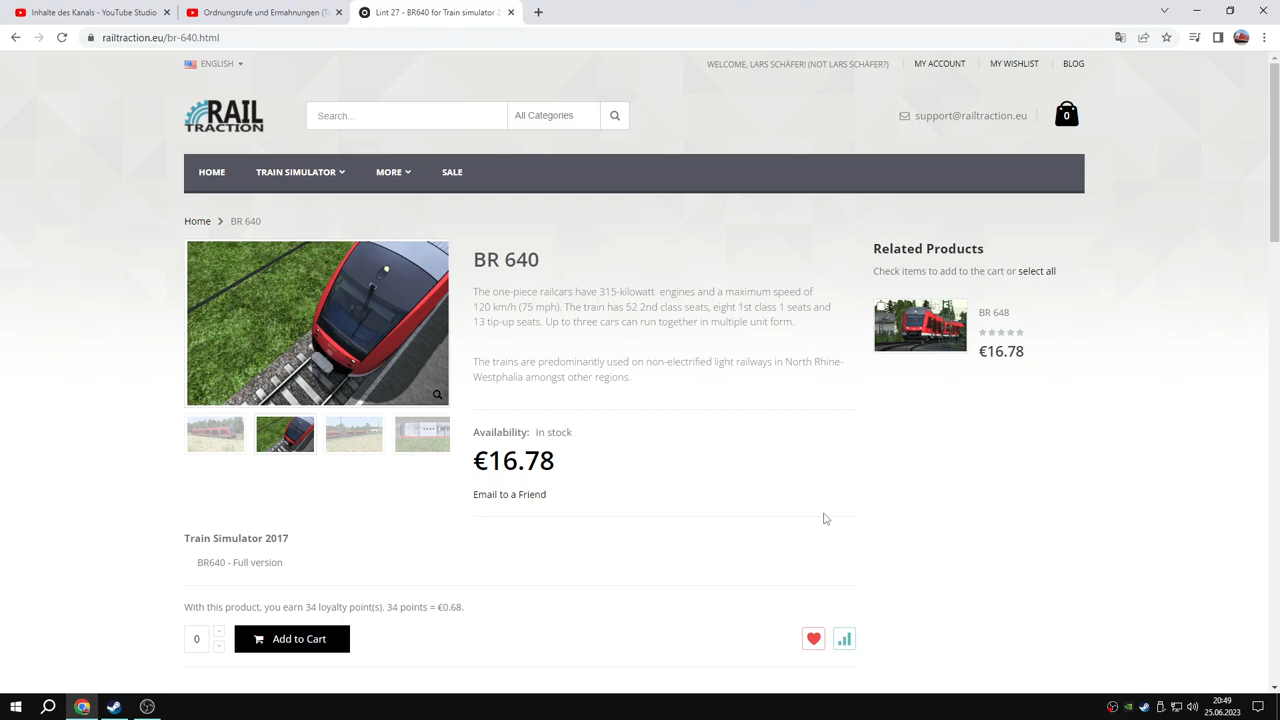 Inhalte des Kanals - YouTube Studio
Ordnungsrufe und Ermahnungen (Te
Lint 27 - BR640 for Train simulator 2
railtraction.eu/br-640.html
ENGLISH
WELCOME, LARS SCHÄFER! (NOT LARS SCHÄFER?)
MY ACCOUNT
MY WISHLIST
BLOG
RAIL
TRACTION
Search...
All Categories
support@railtraction.eu
0
HOME
TRAIN SIMULATOR
MORE
SALE
Home
BR 640
BR 640
The one-piece railcars have 315-kilowatt engines and a maximum speed of
120 km/h (75 mph). The train has 52 2nd class seats, eight 1st class 1 seats and
13 tip-up seats. Up to three cars can run together in multiple unit form.
The trains are predominantly used on non-electrified light railways in North Rhine-
Westphalia amongst other regions.
Availability: In stock
€16.78
Email to a Friend
Related Products
Check items to add to the cart or select all
BR 648
€16.78
Train Simulator 2017
BR640 - Full version
With this product, you earn 34 loyalty point(s). 34 points = €0.68.
0
Add to Cart
20:49
25.06.2023